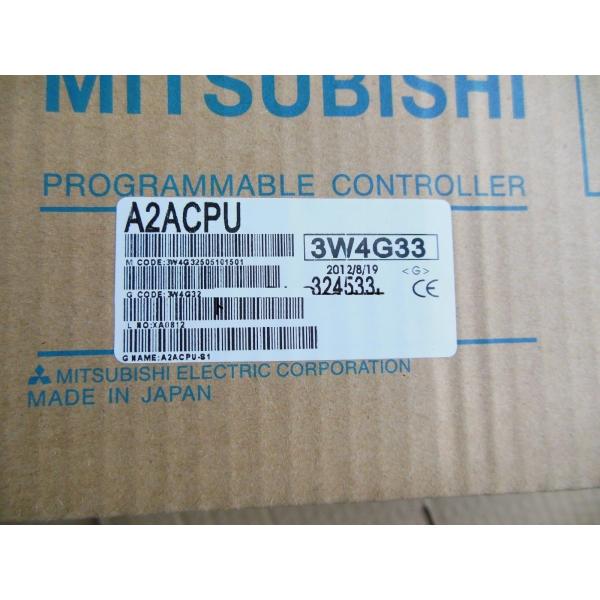 MITSUBISHI
PROGRAMMABLE CONTROLLER
A2ACPU
3W4G33
M CODE:3W4G32505101501
2012/8/19 <G>
324533
CE
G CODE:3W4G32
L NO:XA0812
G NAME:A2ACPU-S1
MITSUBISHI ELECTRIC CORPORATION
MADE IN JAPAN